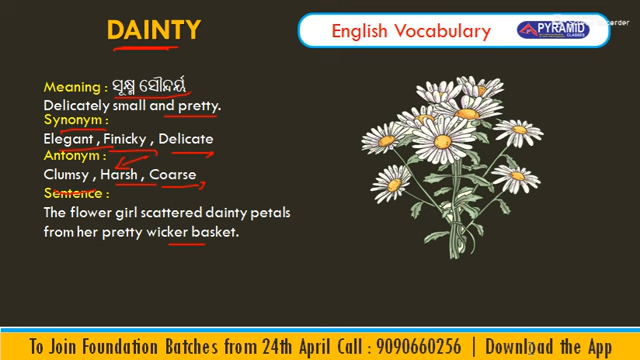 DAINTY
English Vocabulary
PYRAMID
CLASSES
Meaning : ସୂକ୍ଷ୍ମ ସୌନ୍ଦର୍ଯ୍ୟ
Delicately small and pretty.
Synonym :
Elegant , Finicky , Delicate
Antonym :
Clumsy , Harsh , Coarse
Sentence :
The flower girl scattered dainty petals
from her pretty wicker basket.
To Join Foundation Batches from 24th April Call : 9090660256 | Download the App